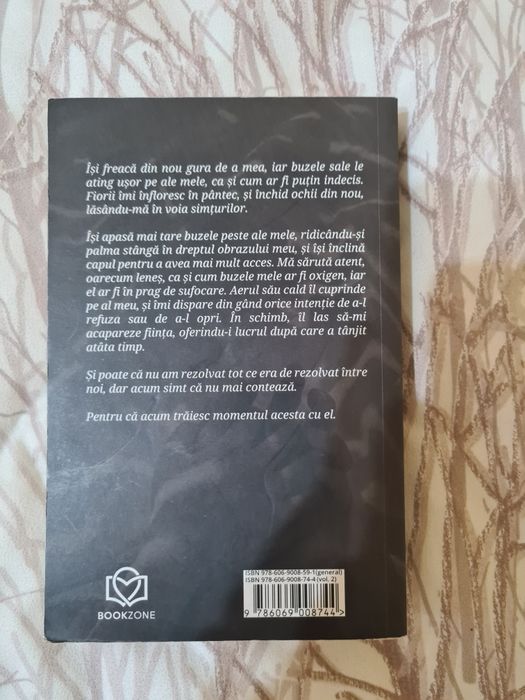 Își freacă din nou gura de a mea, iar buzele sale le
ating ușor pe ale mele, ca și cum ar fi puțin indecis.
Fiorii îmi înfloresc în pântec, și închid ochii din nou,
lăsându-mă în voia simțurilor.
Își apasă mai tare buzele peste ale mele, ridicându-și
palma stângă în dreptul obrazului meu, și își înclină
capul pentru a avea mai mult acces. Mă sărută atent,
oarecum leneș, ca și cum buzele mele ar fi oxigen, iar
el ar fi în prag de sufocare. Aerul său cald îl cuprinde
pe al meu, și îmi dispare din gând orice intenție de a-l
refuza sau de a-l opri. În schimb, îl las să-mi
acapareze ființa, oferindu-i lucrul după care a tânjit
atâta timp.
Și poate că nu am rezolvat tot ce era de rezolvat între
noi, dar acum simt că nu mai contează.
Pentru că acum trăiesc momentul acesta cu el.
ISBN 978-606-9008-59-1(general)
ISBN 978-606-9008-74-4 (vol. 2)
9 786069 008744 >
BOOKZONE